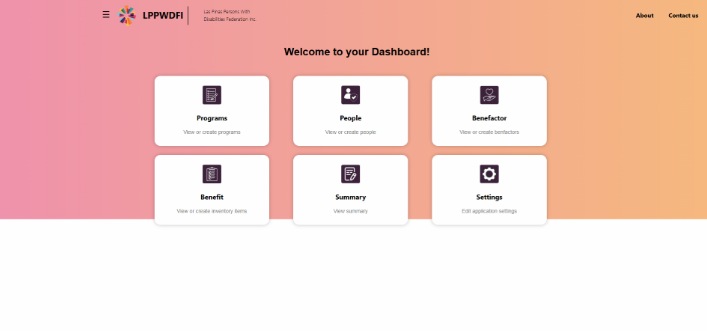 LPPWDFI
Las Piñas Persons with
Disabilities Federation Inc.
About
Contact us
Welcome to your Dashboard!
Programs
View or create programs
People
View or create people
Benefactor
View or create benifactors
Benefit
View or create inventory items
Summary
View summary
Settings
Edit application settings